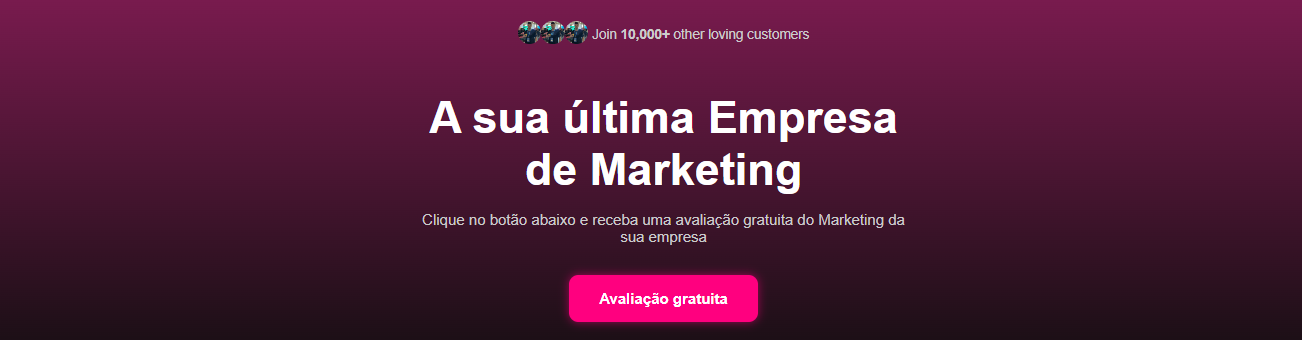 Join 10,000+ other loving customers
A sua última Empresa
de Marketing
Clique no botão abaixo e receba uma avaliação gratuita do Marketing da
sua empresa
Avaliação gratuita